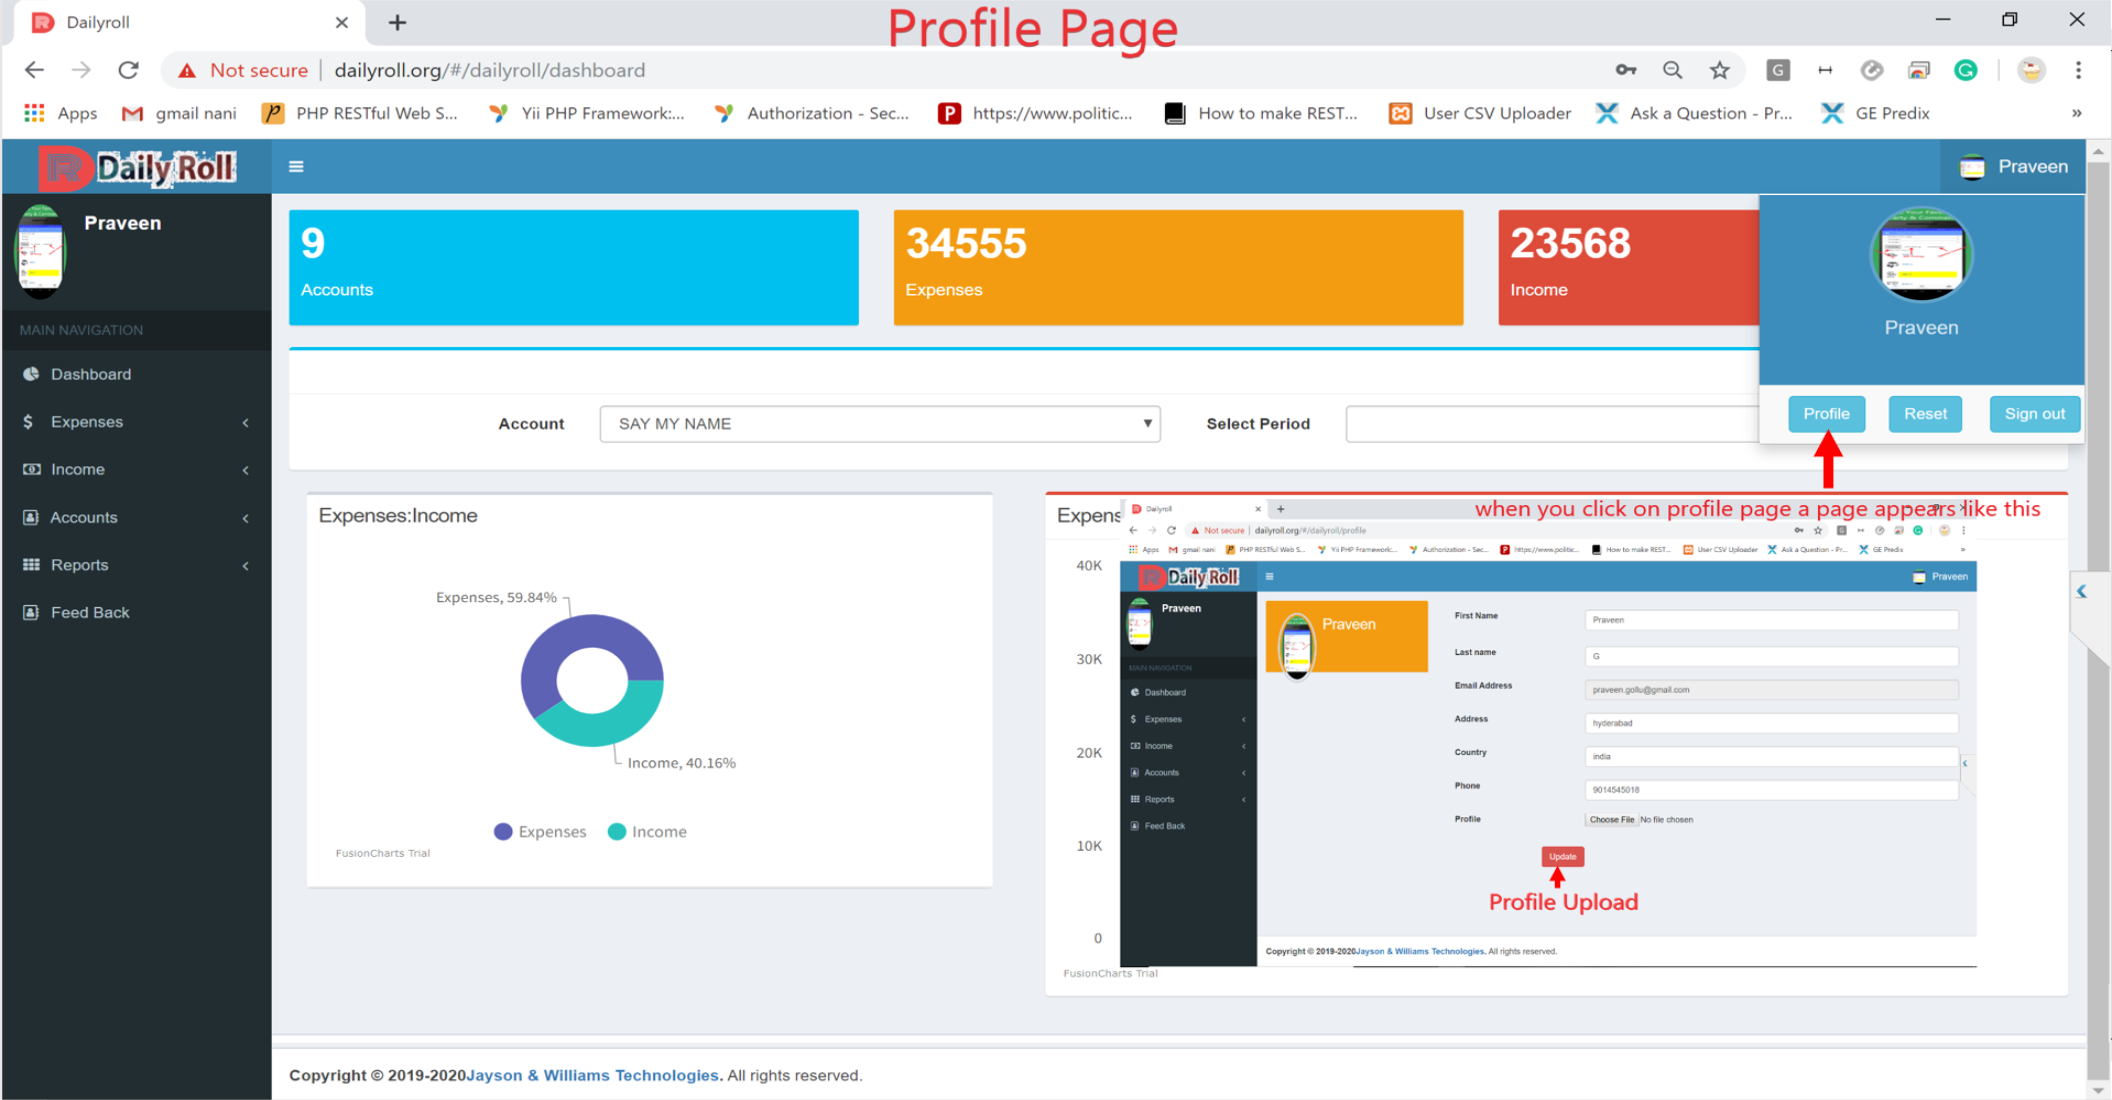 Dailyroll
Profile Page
Not secure | dailyroll.org/#/dailyroll/dashboard
Apps gmail nani PHP RESTful Web S... Yii PHP Framework:... Authorization - Sec... https://www.politic... How to make REST... User CSV Uploader Ask a Question - Pr... GE Predix »
Daily Roll
Praveen
Praveen
MAIN NAVIGATION
Dashboard
Expenses
Income
Accounts
Reports
Feed Back
9
Accounts
34555
Expenses
23568
Income
Praveen
Profile Reset Sign out
Account SAY MY NAME Select Period
when you click on profile page a page appears like this
Expenses:Income
Expenses, 59.84%
Income, 40.16%
Expenses Income
FusionCharts Trial
Expens
40K
30K
20K
10K
0
FusionCharts Trial
Dailyroll
Not secure | dailyroll.org/#/dailyroll/profile
Apps gmail nani PHP RESTful Web S... Yii PHP Framework:... Authorization - Sec... https://www.politic... How to make REST... User CSV Uploader Ask a Question - Pr... GE Predix »
Daily Roll
Praveen
Praveen
MAIN NAVIGATION
Dashboard
Expenses
Income
Accounts
Reports
Feed Back
Praveen
First Name Praveen
Last name G
Email Address praveen.gollu@gmail.com
Address hyderabad
Country india
Phone 9014545018
Profile Choose File No file chosen
Update
Profile Upload
Copyright © 2019-2020Jayson & Williams Technologies. All rights reserved.
Copyright © 2019-2020Jayson & Williams Technologies. All rights reserved.